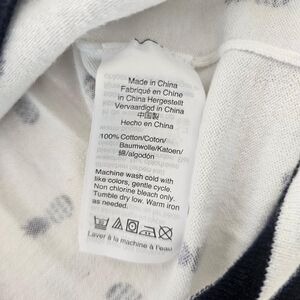 Made in China
Fabriqué en Chine
in China Hergestellt
Vervaardigd in China
中国製
Hecho en China
100% Cotton/Coton/
Baumwolle/Katoen/
綿/algodón
Machine wash cold with
like colors, gentle cycle.
Non chlorine bleach only.
Tumble dry low. Warm iron
as needed.
Laver à la machine à l'eau